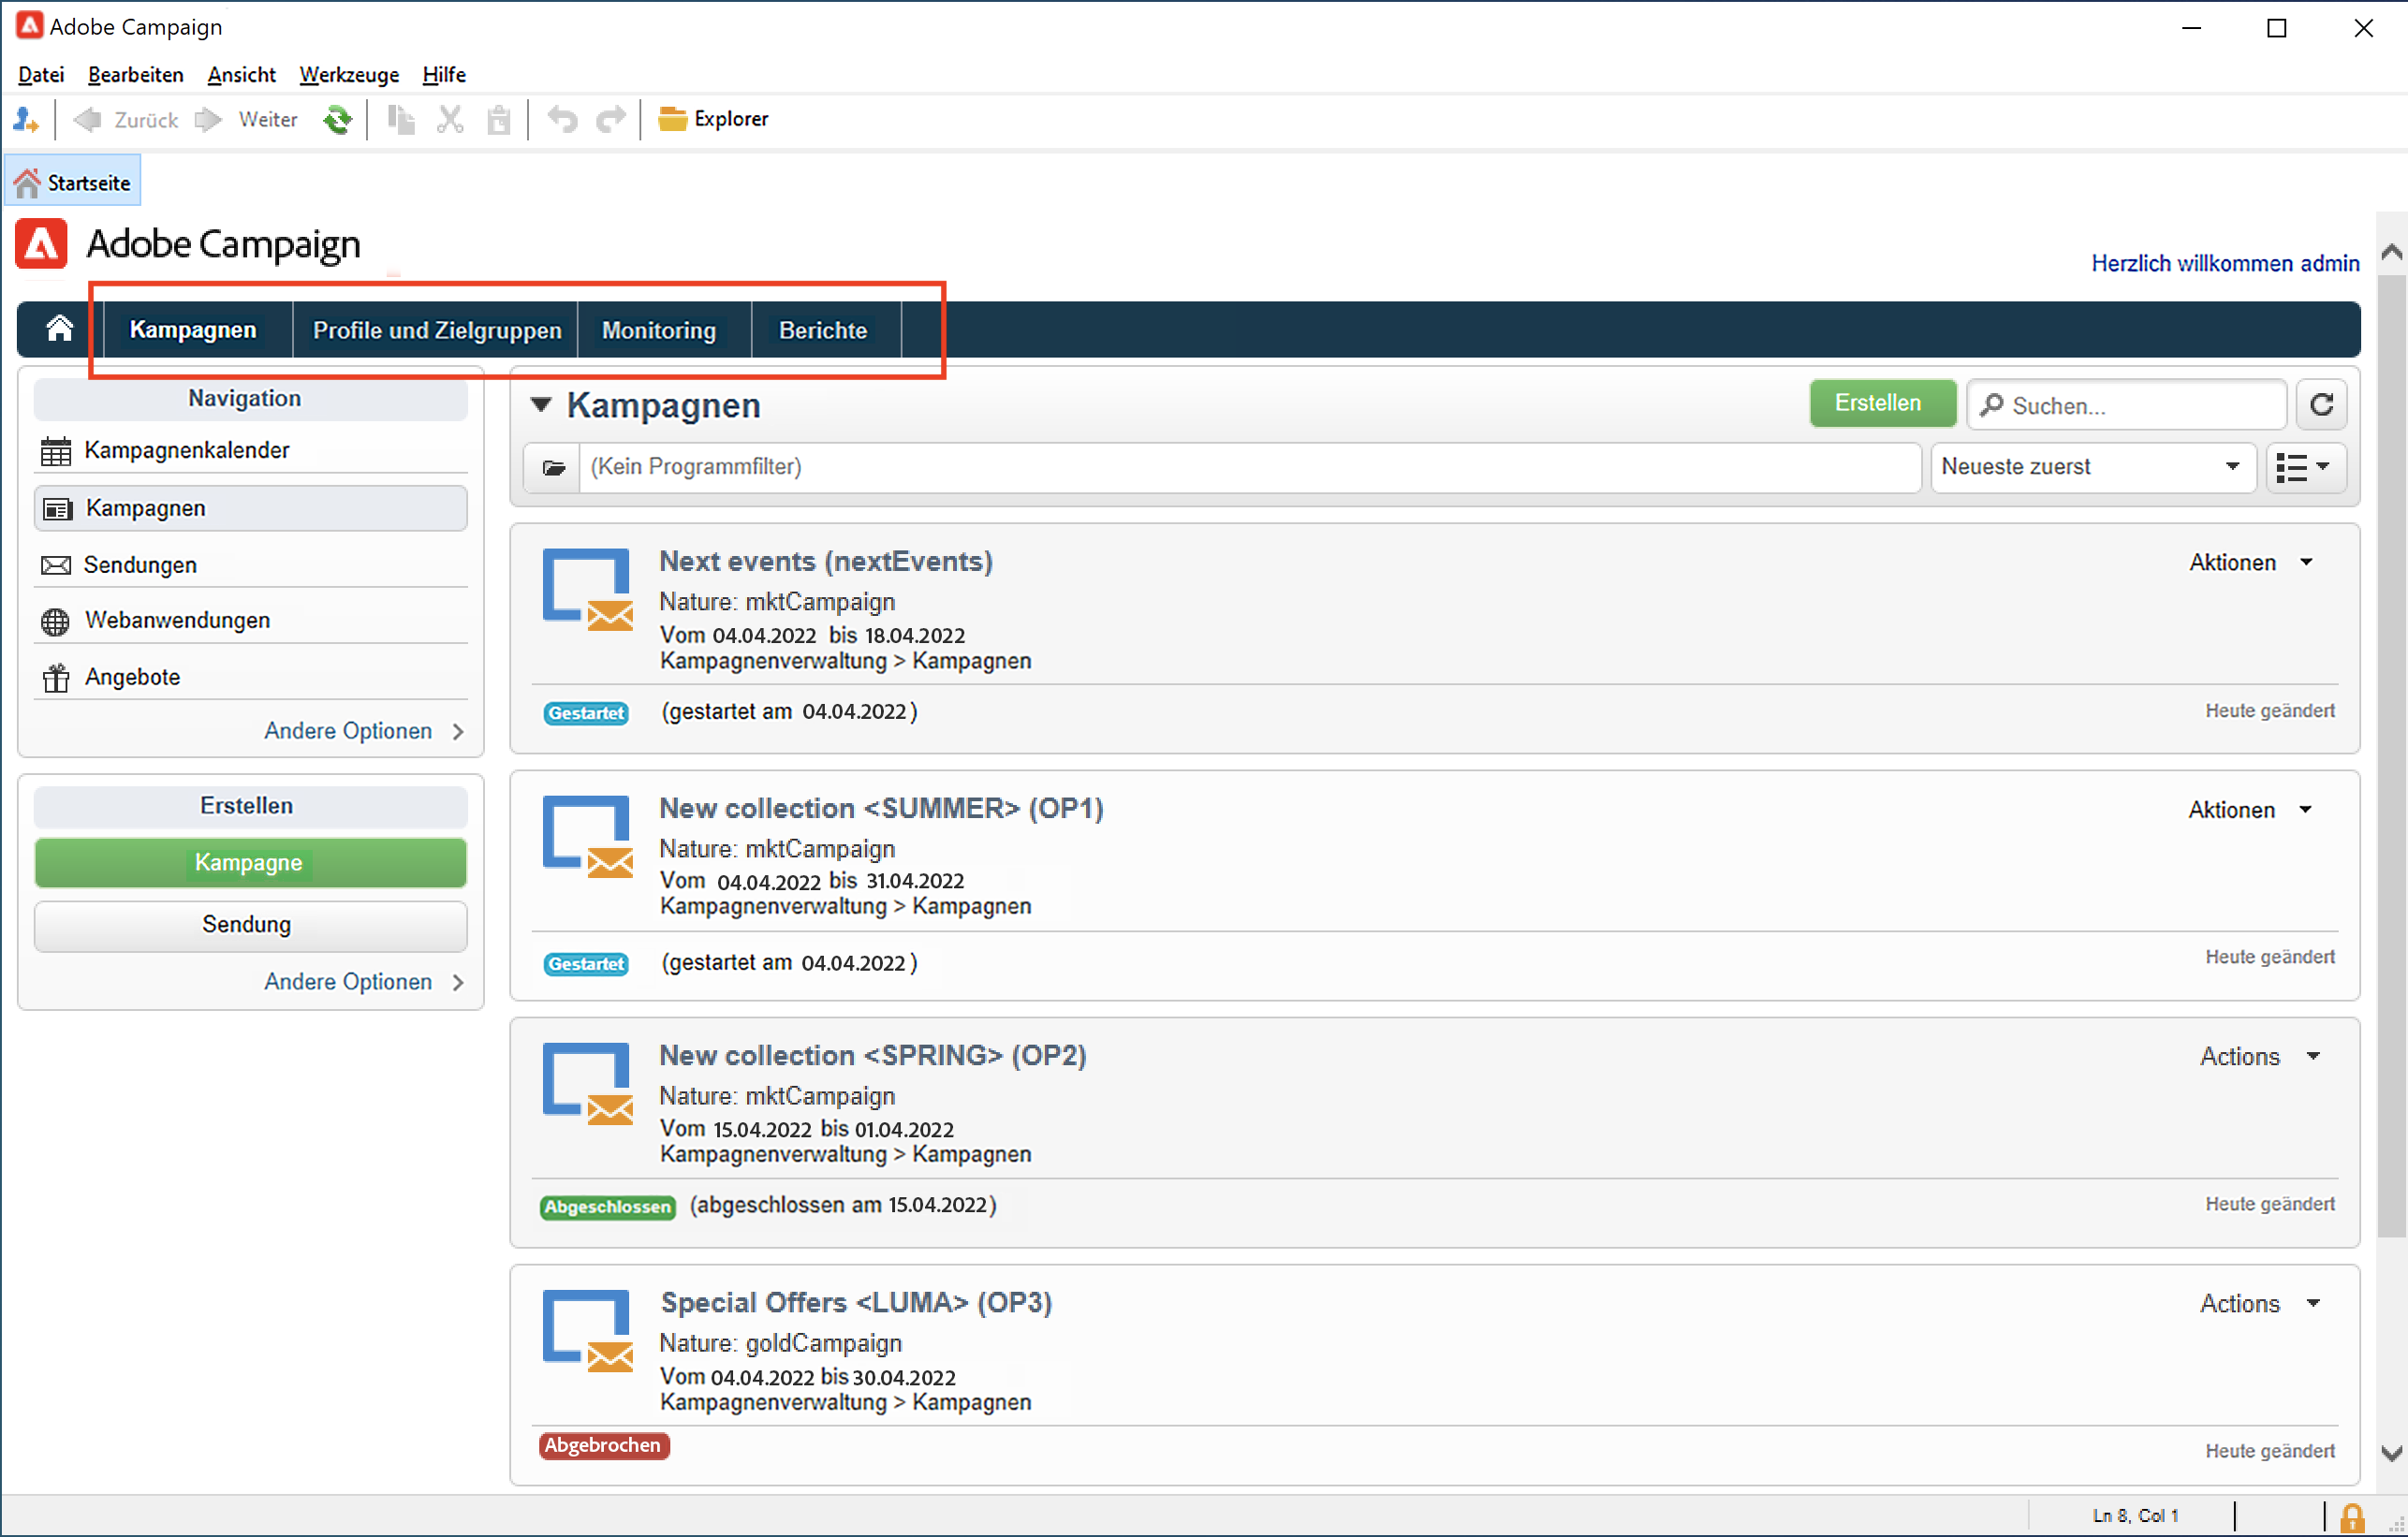 Adobe Campaign
Datei Bearbeiten Ansicht Werkzeuge Hilfe
Zurück Weiter Explorer
Startseite
Adobe Campaign
Herzlich willkommen admin
Kampagnen Profile und Zielgruppen Monitoring Berichte
Navigation
Kampagnenkalender
Kampagnen
Sendungen
Webanwendungen
Angebote
Andere Optionen
Erstellen
Kampagne
Sendung
Andere Optionen
Kampagnen
Erstellen
Suchen...
(Kein Programmfilter)
Neueste zuerst
Next events (nextEvents)
Aktionen
Nature: mktCampaign
Vom 04.04.2022 bis 18.04.2022
Kampagnenverwaltung > Kampagnen
Gestartet (gestartet am 04.04.2022)
Heute geändert
New collection <SUMMER> (OP1)
Aktionen
Nature: mktCampaign
Vom 04.04.2022 bis 31.04.2022
Kampagnenverwaltung > Kampagnen
Gestartet (gestartet am 04.04.2022)
Heute geändert
New collection <SPRING> (OP2)
Actions
Nature: mktCampaign
Vom 15.04.2022 bis 01.04.2022
Kampagnenverwaltung > Kampagnen
Abgeschlossen (abgeschlossen am 15.04.2022)
Heute geändert
Special Offers <LUMA> (OP3)
Actions
Nature: goldCampaign
Vom 04.04.2022 bis 30.04.2022
Kampagnenverwaltung > Kampagnen
Abgebrochen
Heute geändert
Ln 8, Col 1